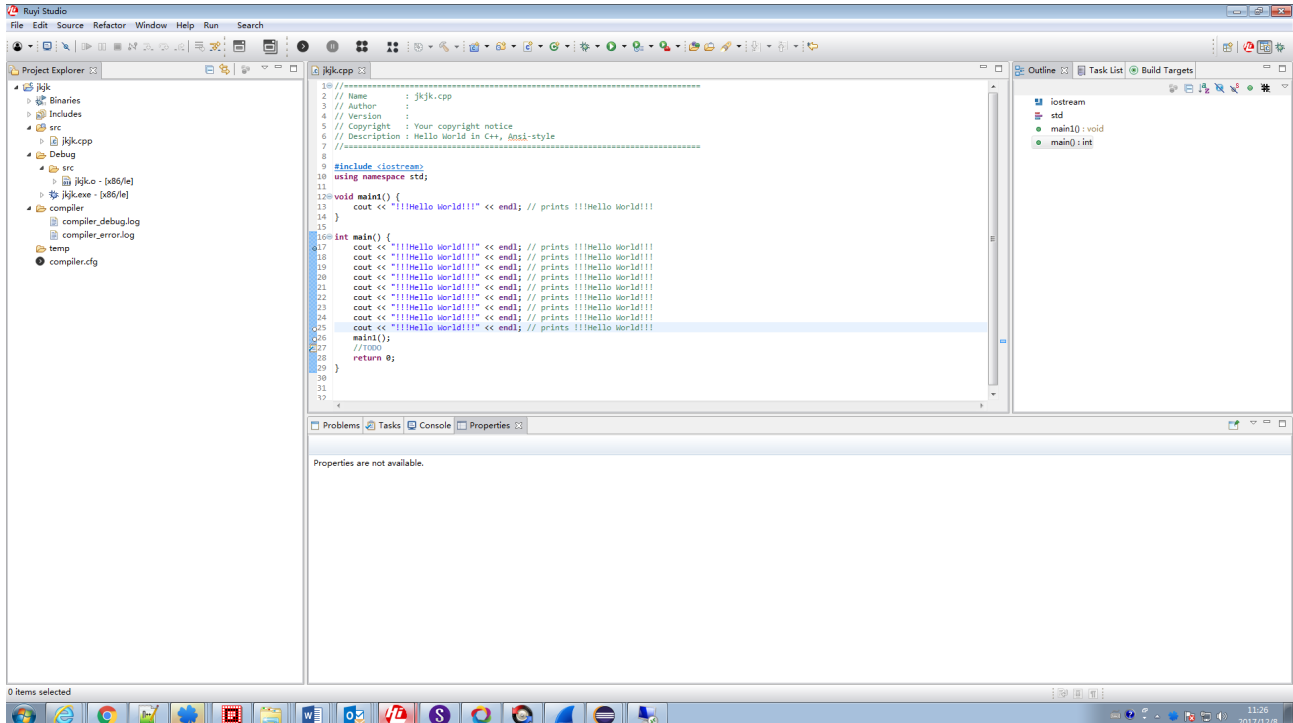 Ruyi Studio
File Edit Source Refactor Window Help Run Search
Project Explorer
jkjk
Binaries
Includes
src
jkjk.cpp
Debug
src
jkjk.o - [x86/le]
jkjk.exe - [x86/le]
compiler
compiler_debug.log
compiler_error.log
temp
compiler.cfg
jkjk.cpp
1 //=============================================================================
2 // Name        : jkjk.cpp
3 // Author      :
4 // Version     :
5 // Copyright   : Your copyright notice
6 // Description : Hello World in C++, Ansi-style
7 //=============================================================================
8
9 #include <iostream>
10 using namespace std;
11
12 void main1() {
13     cout << "!!!Hello World!!!" << endl; // prints !!!Hello World!!!
14 }
15
16 int main() {
17     cout << "!!!Hello World!!!" << endl; // prints !!!Hello World!!!
18     cout << "!!!Hello World!!!" << endl; // prints !!!Hello World!!!
19     cout << "!!!Hello World!!!" << endl; // prints !!!Hello World!!!
20     cout << "!!!Hello World!!!" << endl; // prints !!!Hello World!!!
21     cout << "!!!Hello World!!!" << endl; // prints !!!Hello World!!!
22     cout << "!!!Hello World!!!" << endl; // prints !!!Hello World!!!
23     cout << "!!!Hello World!!!" << endl; // prints !!!Hello World!!!
24     cout << "!!!Hello World!!!" << endl; // prints !!!Hello World!!!
25     cout << "!!!Hello World!!!" << endl; // prints !!!Hello World!!!
26     main1();
27     //TODO
28     return 0;
29 }
30
31
32
Outline Task List Build Targets
iostream
std
main1() : void
main() : int
Problems Tasks Console Properties
Properties are not available.
0 items selected
11:26
2017/12/8